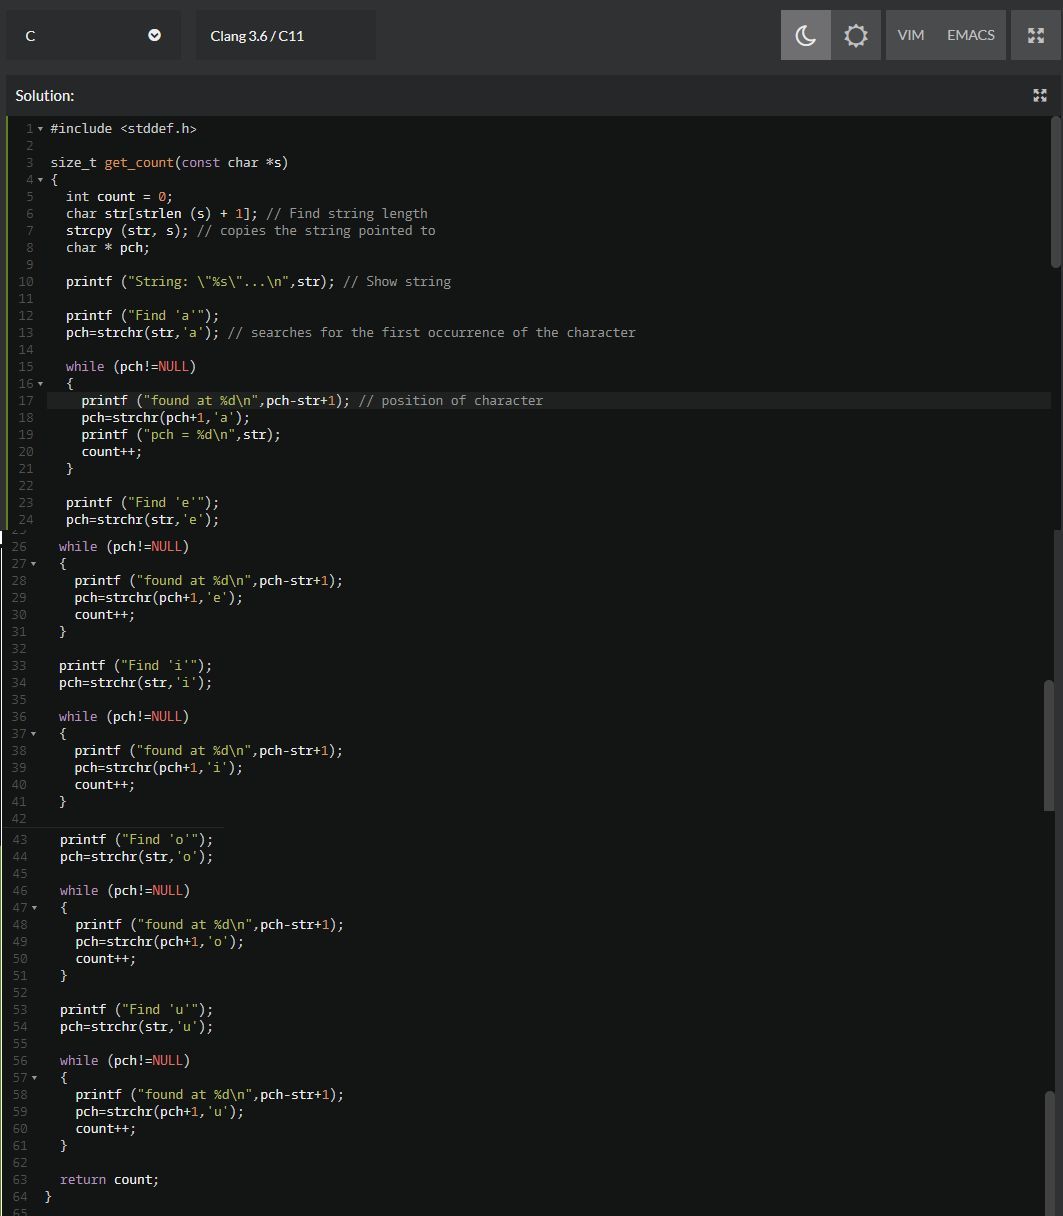 C
Clang 3.6 / C11
VIM
EMACS
Solution:
1 #include <stddef.h>
2
3 size_t get_count(const char *s)
4 {
5 int count = 0;
6 char str[strlen (s) + 1]; // Find string length
7 strcpy (str, s); // copies the string pointed to
8 char * pch;
9
10 printf ("String: \"%s\"...\n",str); // Show string
11
12 printf ("Find 'a'");
13 pch=strchr(str,'a'); // searches for the first occurrence of the character
14
15 while (pch!=NULL)
16 {
17 printf ("found at %d\n",pch-str+1); // position of character
18 pch=strchr(pch+1,'a');
19 printf ("pch = %d\n",str);
20 count++;
21 }
22
23 printf ("Find 'e'");
24 pch=strchr(str,'e');
25
26 while (pch!=NULL)
27 {
28 printf ("found at %d\n",pch-str+1);
29 pch=strchr(pch+1,'e');
30 count++;
31 }
32
33 printf ("Find 'i'");
34 pch=strchr(str,'i');
35
36 while (pch!=NULL)
37 {
38 printf ("found at %d\n",pch-str+1);
39 pch=strchr(pch+1,'i');
40 count++;
41 }
42
43 printf ("Find 'o'");
44 pch=strchr(str,'o');
45
46 while (pch!=NULL)
47 {
48 printf ("found at %d\n",pch-str+1);
49 pch=strchr(pch+1,'o');
50 count++;
51 }
52
53 printf ("Find 'u'");
54 pch=strchr(str,'u');
55
56 while (pch!=NULL)
57 {
58 printf ("found at %d\n",pch-str+1);
59 pch=strchr(pch+1,'u');
60 count++;
61 }
62
63 return count;
64 }
65